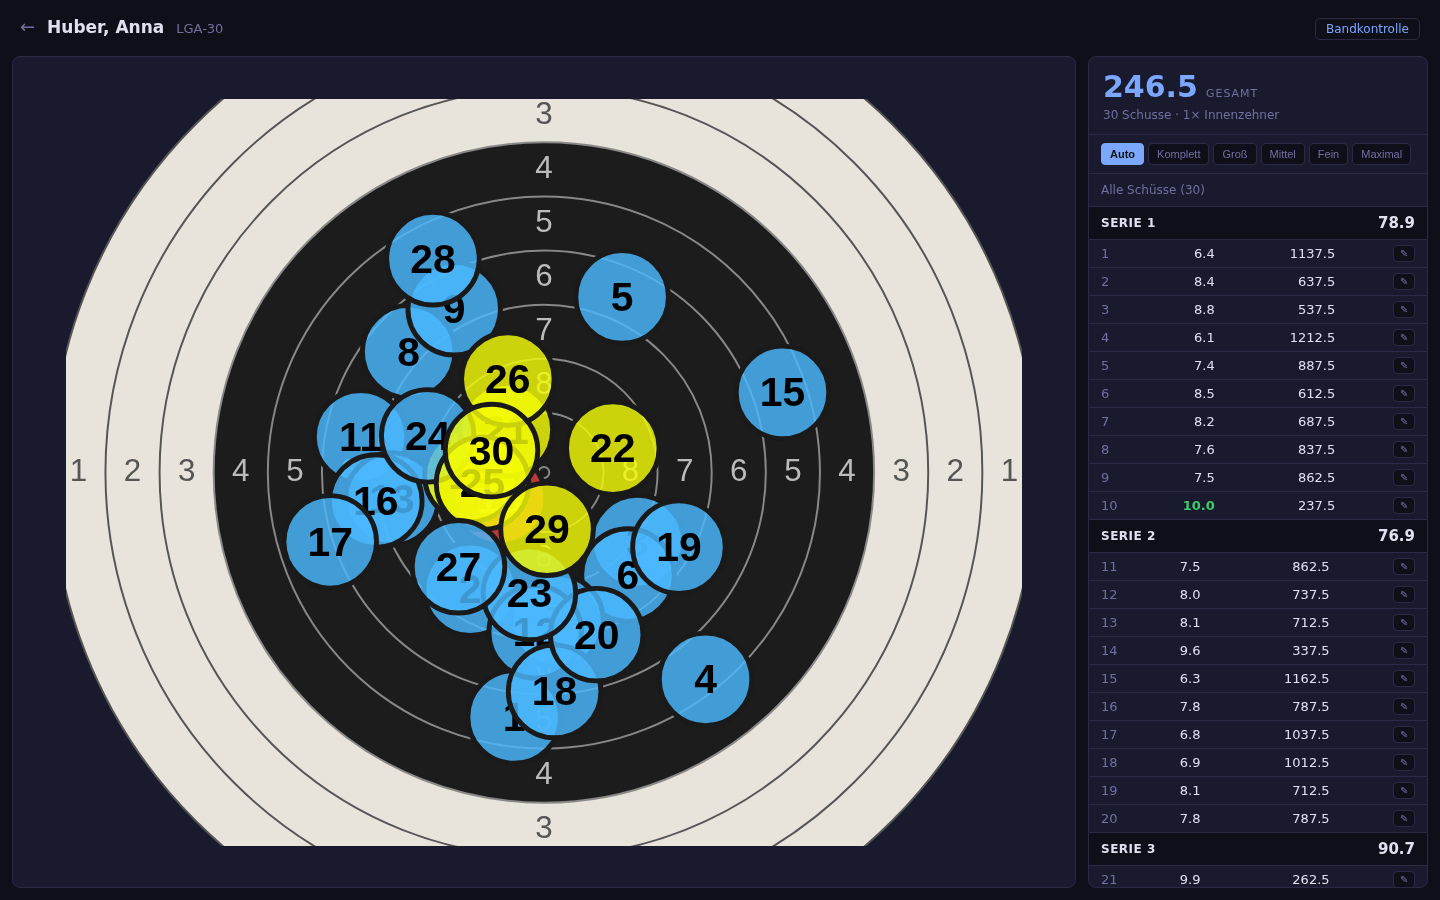 ← Huber, Anna LGA-30
Bandkontrolle
3
4
5
6
7
8
1 2 3 4 5 8 7 6 5 4 3 2 1
4
3
28
9
5
8
26
15
11
24
30
22
25
16
17
29
19
27
6
23
12
20
18
4
1
246.5 GESAMT
30 Schusse · 1× Innenzehner
Auto Komplett Groß Mittel Fein Maximal
Alle Schüsse (30)
SERIE 1 78.9
1 6.4 1137.5 ✎
2 8.4 637.5 ✎
3 8.8 537.5 ✎
4 6.1 1212.5 ✎
5 7.4 887.5 ✎
6 8.5 612.5 ✎
7 8.2 687.5 ✎
8 7.6 837.5 ✎
9 7.5 862.5 ✎
10 10.0 237.5 ✎
SERIE 2 76.9
11 7.5 862.5 ✎
12 8.0 737.5 ✎
13 8.1 712.5 ✎
14 9.6 337.5 ✎
15 6.3 1162.5 ✎
16 7.8 787.5 ✎
17 6.8 1037.5 ✎
18 6.9 1012.5 ✎
19 8.1 712.5 ✎
20 7.8 787.5 ✎
SERIE 3 90.7
21 9.9 262.5 ✎